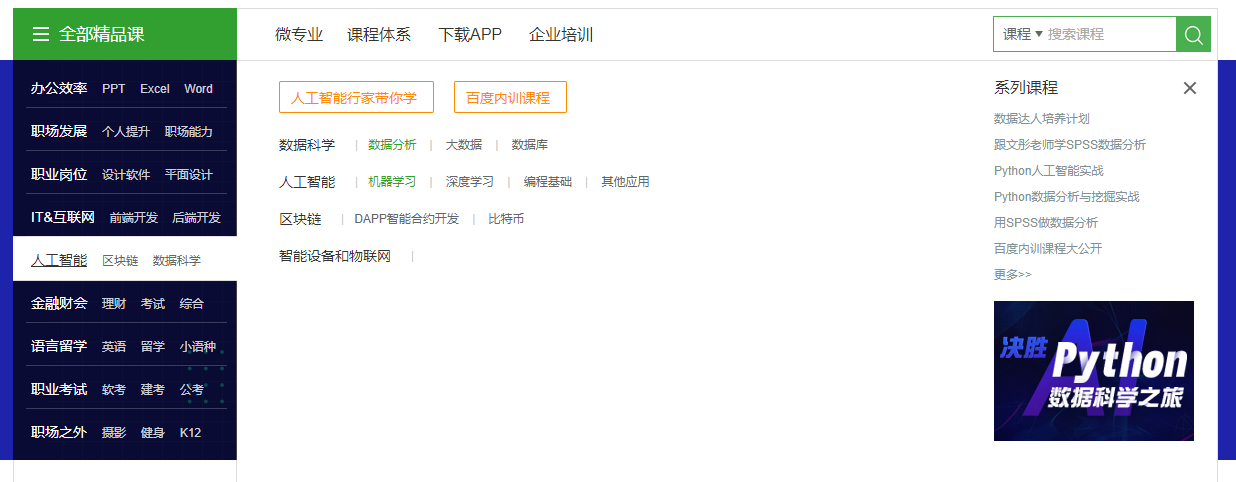 全部精品课
微专业 课程体系 下载APP 企业培训
课程 搜索课程
办公效率 PPT Excel Word
职场发展 个人提升 职场能力
职业岗位 设计软件 平面设计
IT&互联网 前端开发 后端开发
人工智能 区块链 数据科学
金融财会 理财 考试 综合
语言留学 英语 留学 小语种
职业考试 软考 建考 公考
职场之外 摄影 健身 K12
人工智能行家带你学 百度内训课程
数据科学 | 数据分析 | 大数据 | 数据库
人工智能 | 机器学习 | 深度学习 | 编程基础 | 其他应用
区块链 | DAPP智能合约开发 | 比特币
智能设备和物联网 |
系列课程
数据达人培养计划
跟文彤老师学SPSS数据分析
Python人工智能实战
Python数据分析与挖掘实战
用SPSS做数据分析
百度内训课程大公开
更多>>
AI
决胜 Python
数据科学之旅